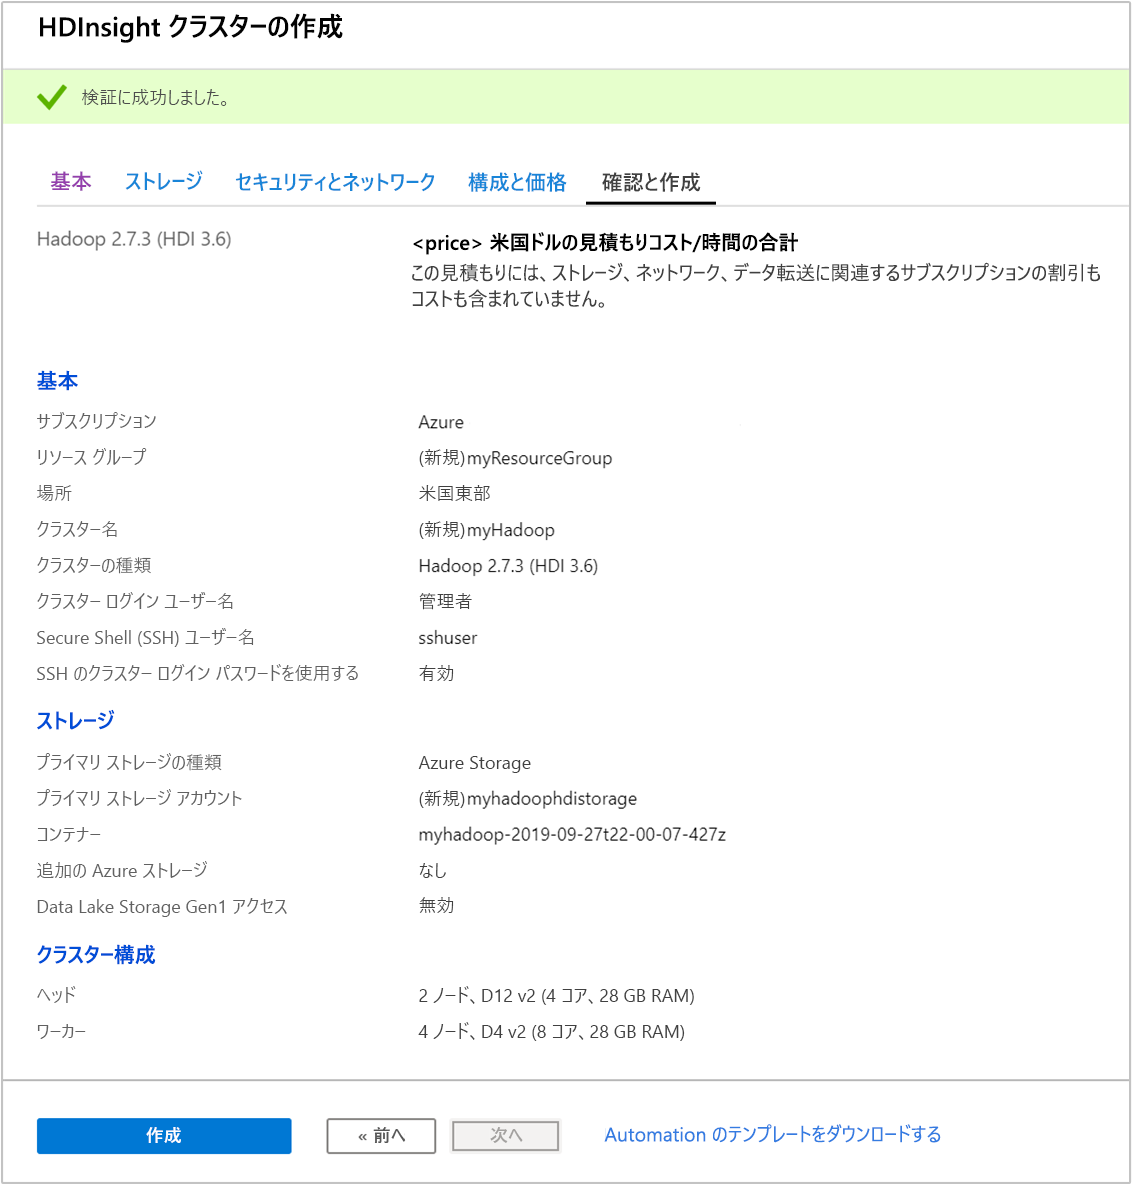 HDInsight クラスターの作成
検証に成功しました。
基本 ストレージ セキュリティとネットワーク 構成と価格 確認と作成
Hadoop 2.7.3 (HDI 3.6)
<price> 米国ドルの見積もりコスト/時間の合計
この見積もりには、ストレージ、ネットワーク、データ転送に関連するサブスクリプションの割引も
コストも含まれていません。
基本
サブスクリプション Azure
リソース グループ (新規)myResourceGroup
場所 米国東部
クラスター名 (新規)myHadoop
クラスターの種類 Hadoop 2.7.3 (HDI 3.6)
クラスター ログイン ユーザー名 管理者
Secure Shell (SSH) ユーザー名 sshuser
SSH のクラスター ログイン パスワードを使用する 有効
ストレージ
プライマリ ストレージの種類 Azure Storage
プライマリ ストレージ アカウント (新規)myhadoophdistorage
コンテナー myhadoop-2019-09-27t22-00-07-427z
追加の Azure ストレージ なし
Data Lake Storage Gen1 アクセス 無効
クラスター構成
ヘッド 2 ノード、D12 v2 (4 コア、28 GB RAM)
ワーカー 4 ノード、D4 v2 (8 コア、28 GB RAM)
作成 « 前へ 次へ Automation のテンプレートをダウンロードする